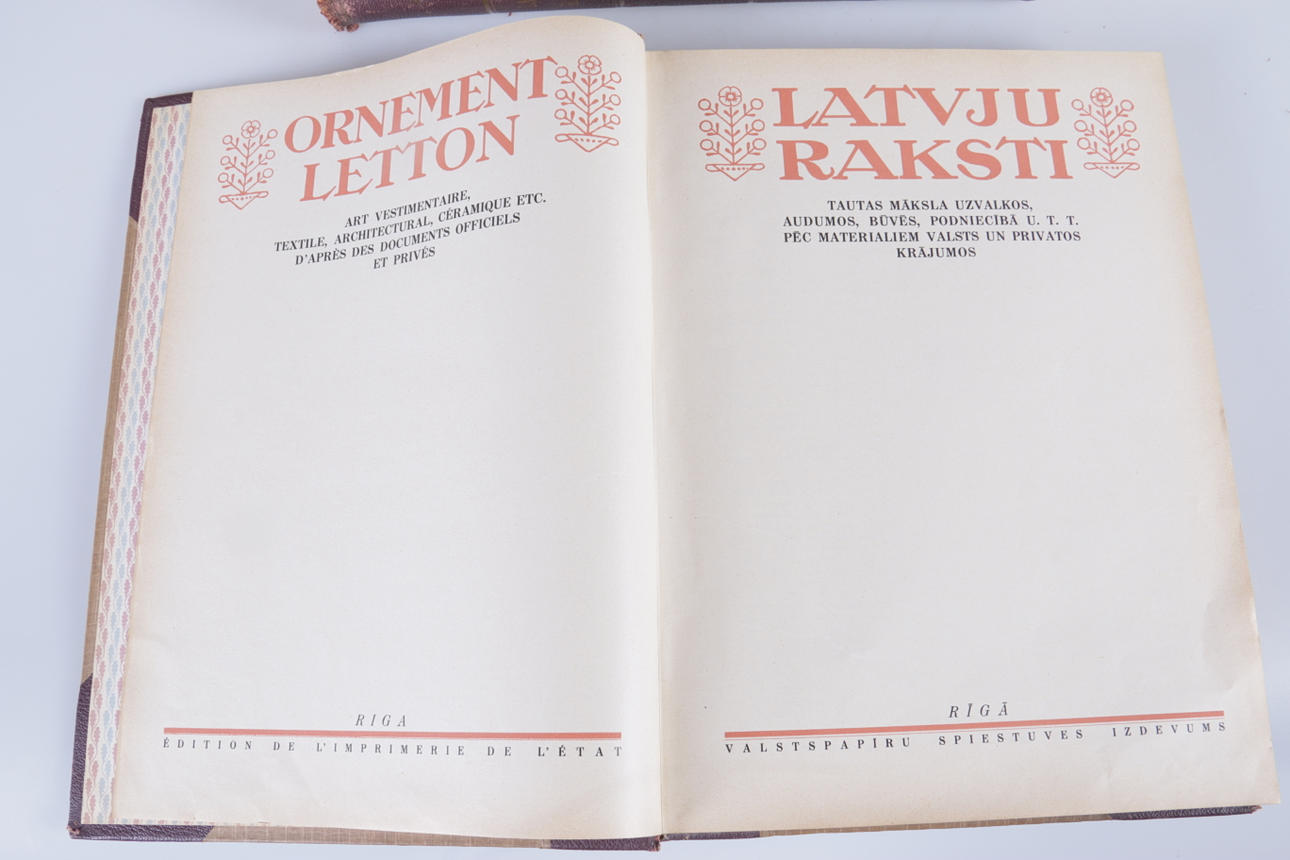 ORNEMENT
LETTON
ART VESTIMENTAIRE,
TEXTILE, ARCHITECTURAL, CÉRAMIQUE ETC.
D'APRÈS DES DOCUMENTS OFFICIELS
ET PRIVÉS
RIGA
ÉDITION DE L'IMPRIMERIE DE L'ÉTAT
LATVJU
RAKSTI
TAUTAS MĀKSLA UZVALKOS,
AUDUMOS, BŪVĒS, PODNIECĪBĀ U. T. T.
PĒC MATERIALIEM VALSTS UN PRIVATOS
KRĀJUMOS
RĪGĀ
VALSTSPAPĪRU SPIESTUVES IZDEVUMS